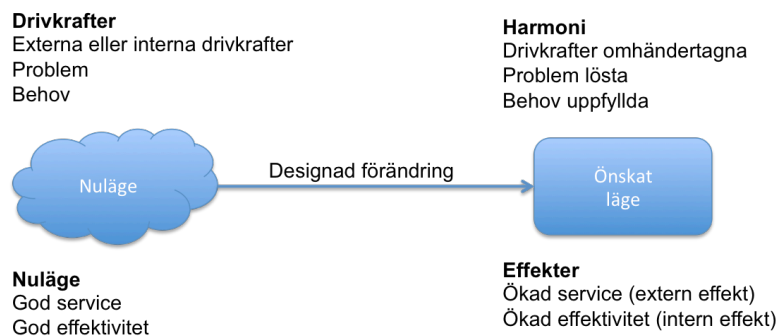 Drivkrafter
Externa eller interna drivkrafter
Problem
Behov
Harmoni
Drivkrafter omhändertagna
Problem lösta
Behov uppfyllda
Nuläge
Designad förändring
Önskat
läge
Nuläge
God service
God effektivitet
Effekter
Ökad service (extern effekt)
Ökad effektivitet (intern effekt)